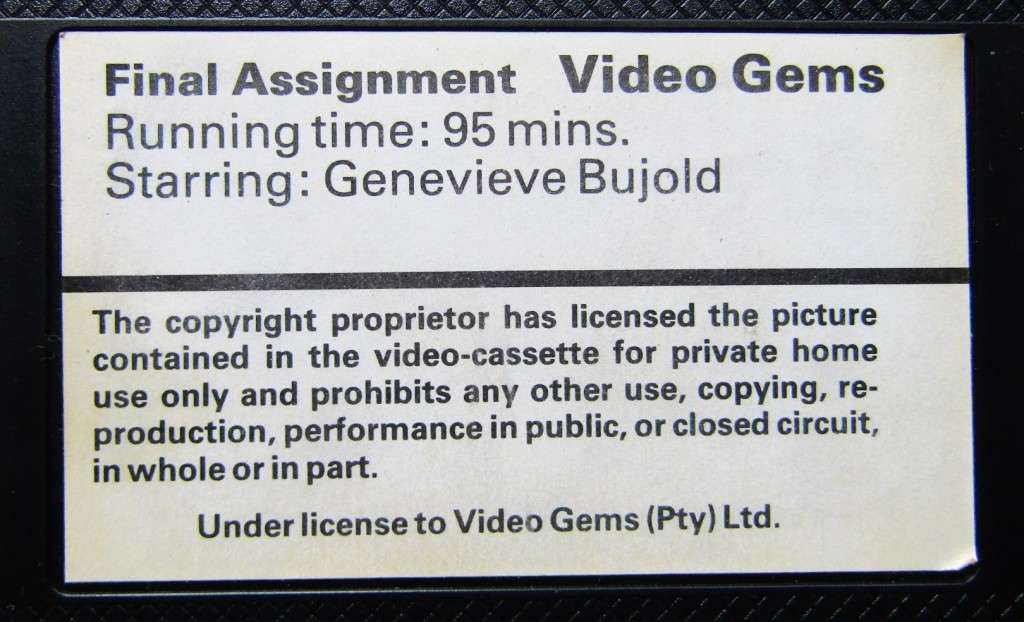 Final Assignment Video Gems
Running time: 95 mins.
Starring: Genevieve Bujold
The copyright proprietor has licensed the picture
contained in the video-cassette for private home
use only and prohibits any other use, copying, re-
production, performance in public, or closed circuit,
in whole or in part.
Under license to Video Gems (Pty) Ltd.